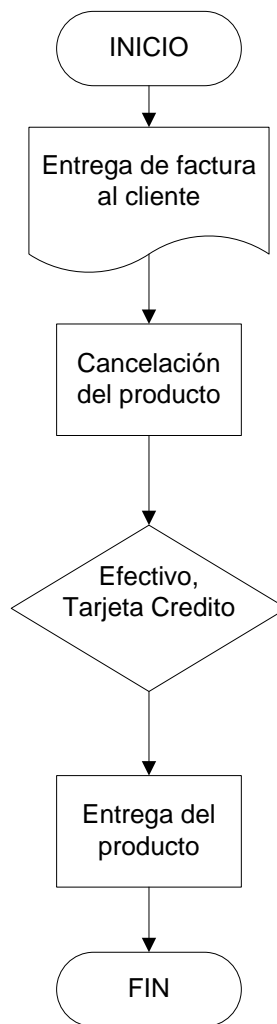 INICIO
Entrega de factura
al cliente
Cancelación
del producto
Efectivo,
Tarjeta Credito
Entrega del
producto
FIN